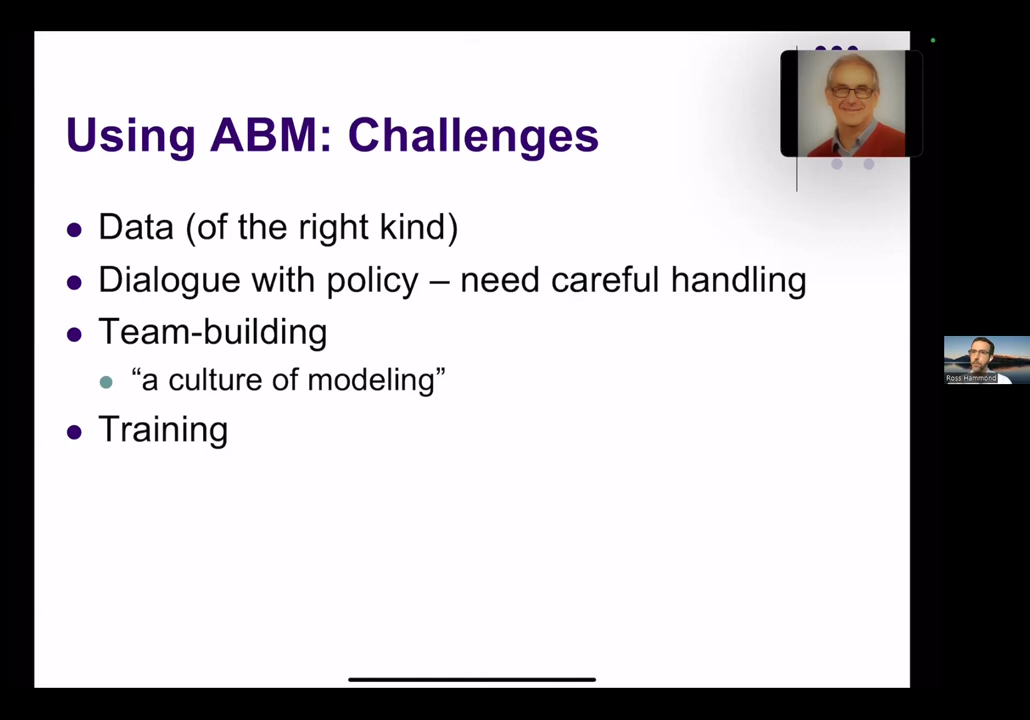 Using ABM: Challenges
Data (of the right kind)
Dialogue with policy – need careful handling
Team-building
“a culture of modeling”
Training
Ross Hammond